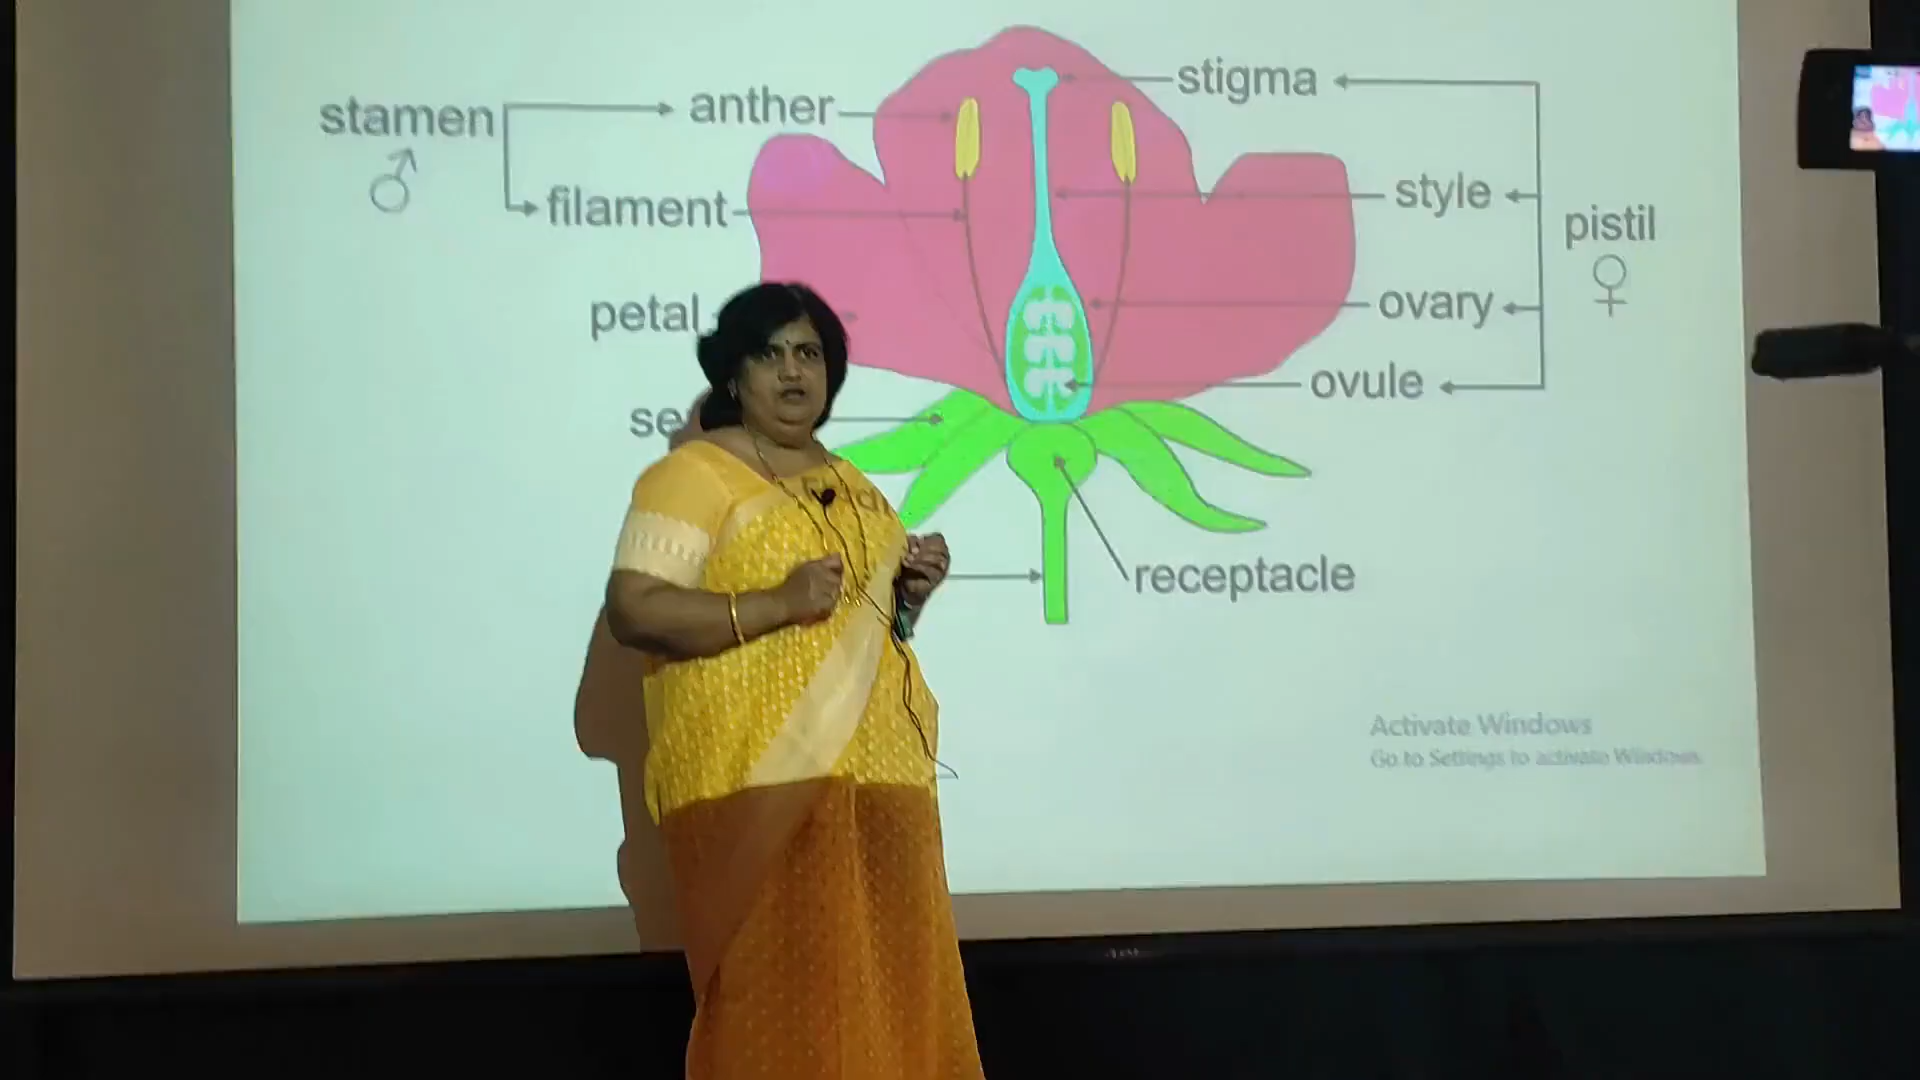 stigma
anther
stamen
style
filament
pistil
ovary
petal
ovule
receptacle
Activate Windows
Go to Settings to activate Windows.